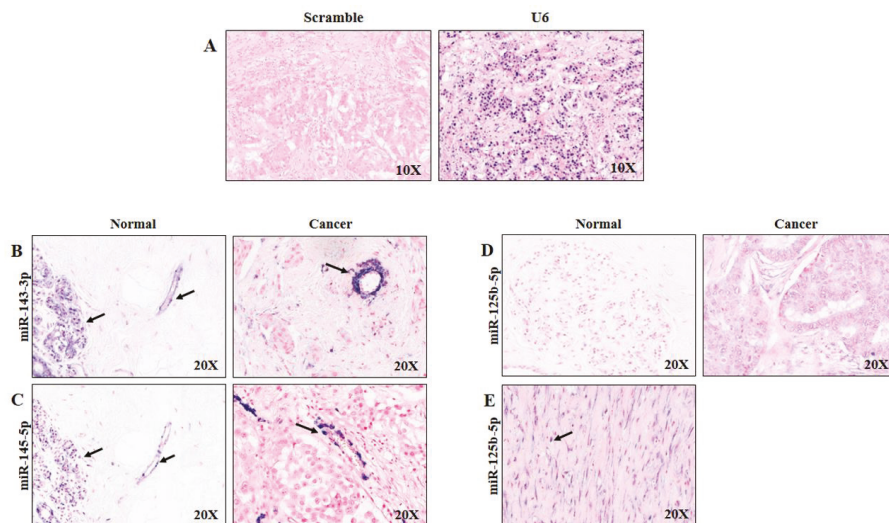 Scramble U6
A
10X 10X
Normal Cancer Normal Cancer
B D
miR-143-3p miR-125b-5p
20X 20X 20X 20X
C E
miR-145-5p miR-125b-5p
20X 20X 20X